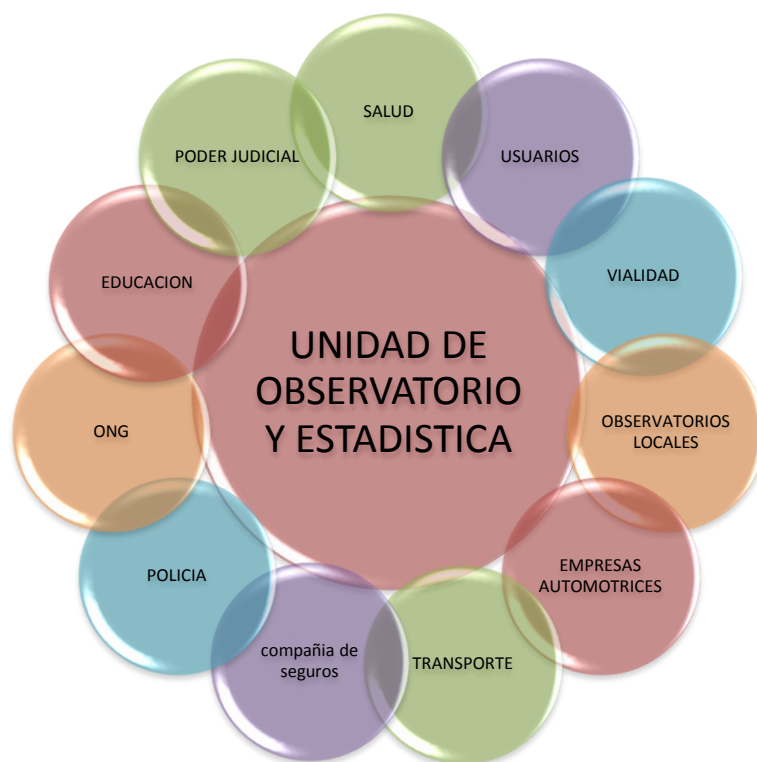 SALUD
USUARIOS
VIALIDAD
OBSERVATORIOS
LOCALES
EMPRESAS
AUTOMOTRICES
TRANSPORTE
compañia de
seguros
POLICIA
ONG
EDUCACION
PODER JUDICIAL
UNIDAD DE
OBSERVATORIO
Y ESTADISTICA